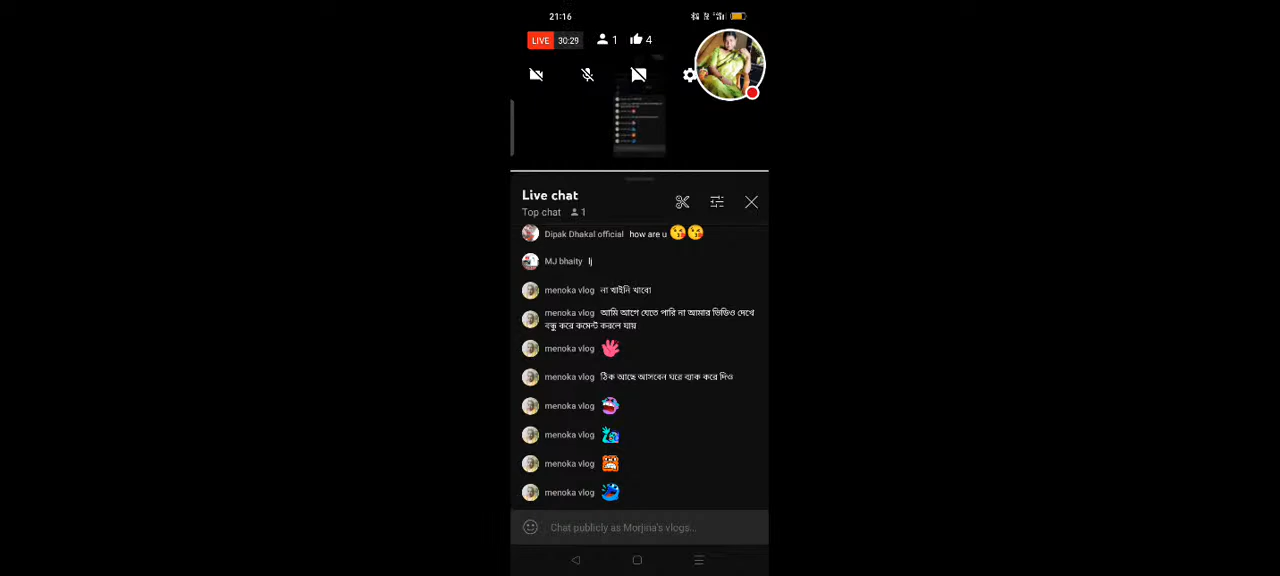 21:16
LIVE 30:29 1 4
Live chat
Top chat 1
Dipak Dhakal official how are u
MJ bhaity lj
menoka vlog না খাইনি খাবো
menoka vlog আমি আগে যেতে পারি না আমার ভিডিও দেখে
বন্ধু করে কমেন্ট করলে যায়
menoka vlog
menoka vlog ঠিক আছে আসবেন ঘরে ব্যাক করে দিও
menoka vlog
menoka vlog
menoka vlog
menoka vlog
Chat publicly as Morjina's vlogs...